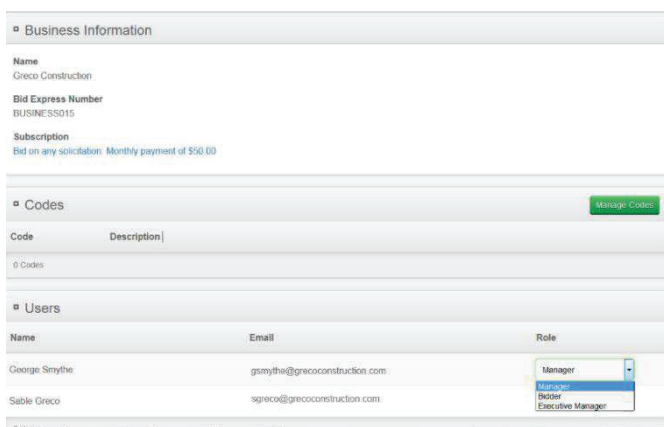 Business Information
Name
Greco Construction
Bid Express Number
BUSINESS015
Subscription
Bid on any solicitation: Monthly payment of $50.00
Codes
Manage Codes
Code Description
0 Codes
Users
Name Email Role
George Smythe gsmythe@grecoconstruction.com Manager
Manager
Bidder
Executive Manager
Sable Greco sgreco@grecoconstruction.com